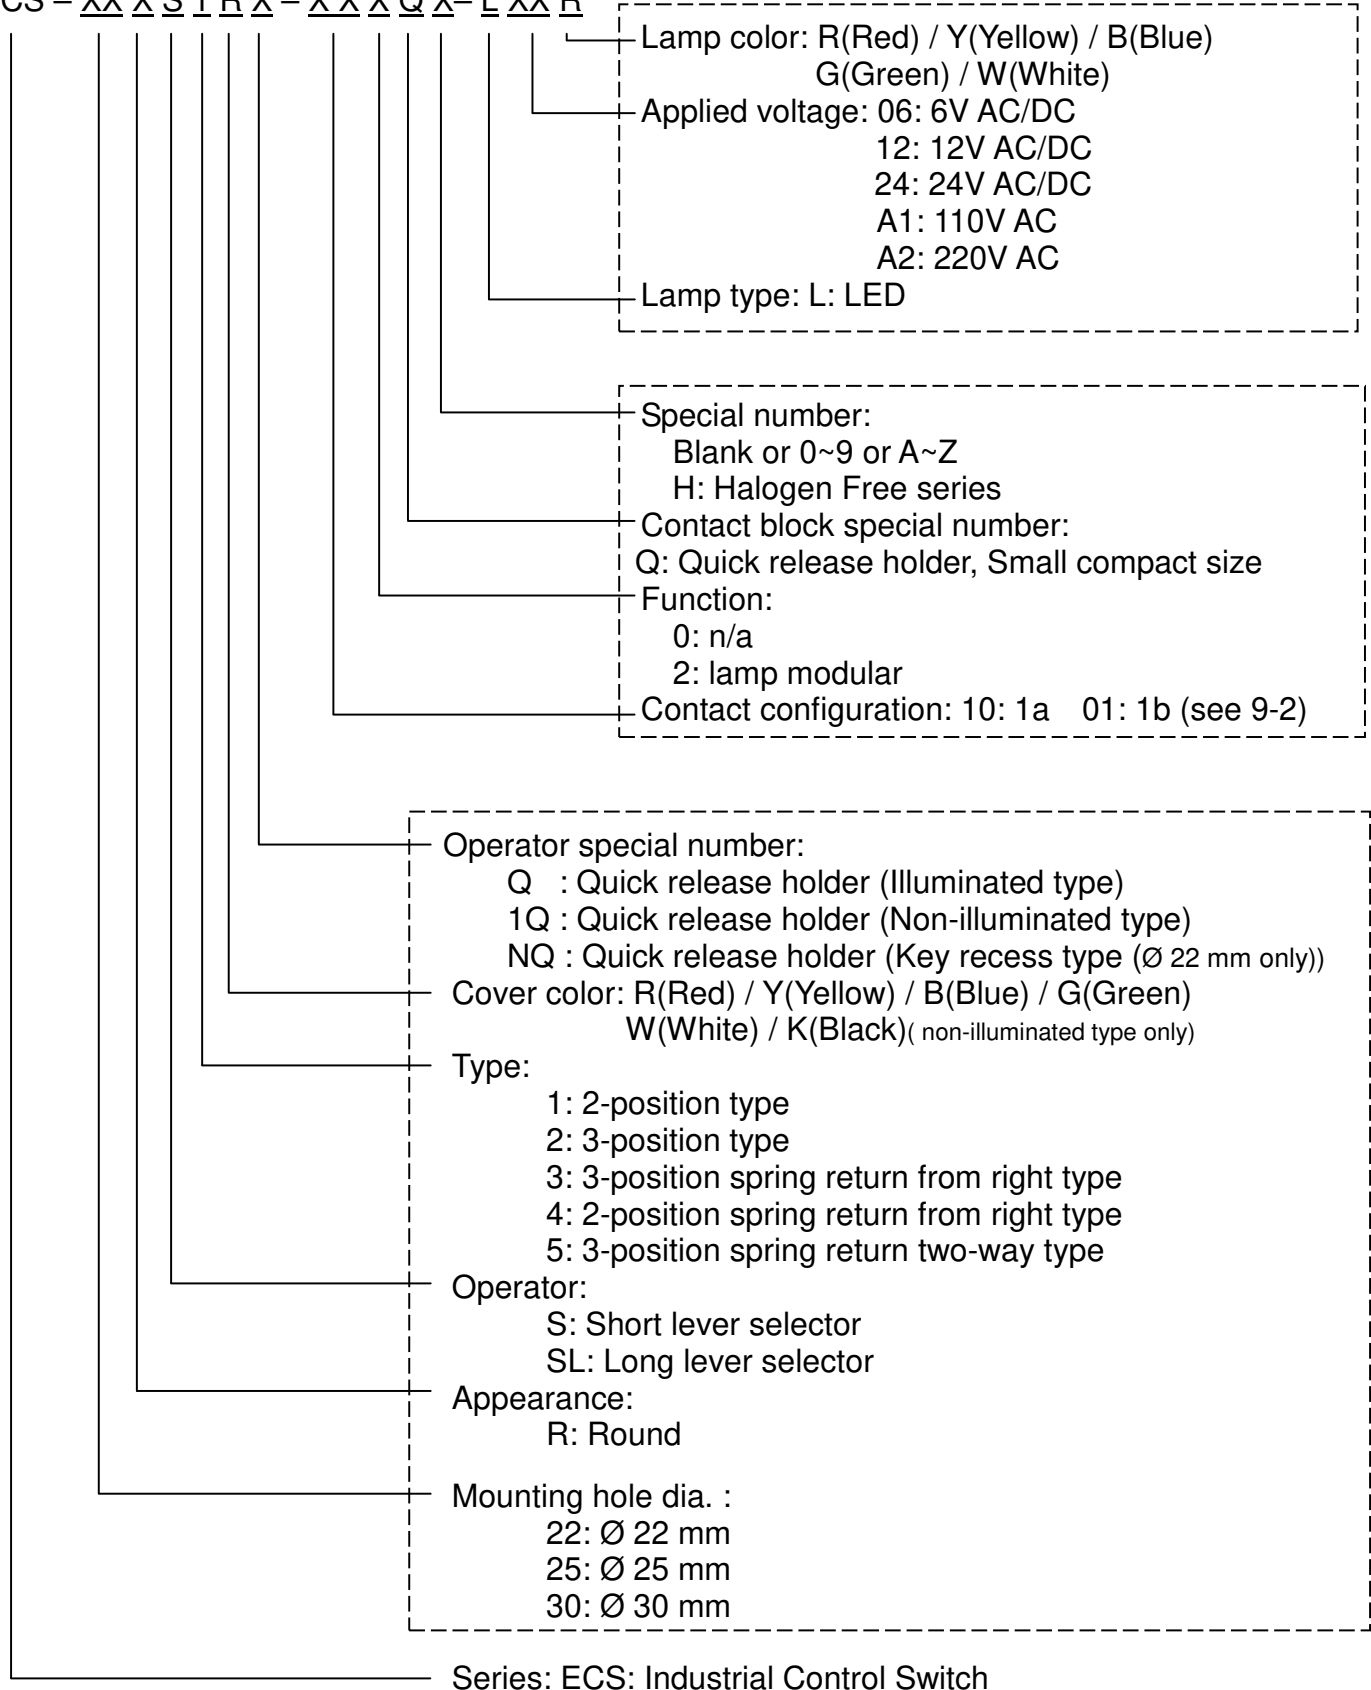 CS – XX X S 1 R X – X X X Q X– L XX R
Lamp color: R(Red) / Y(Yellow) / B(Blue)
G(Green) / W(White)
Applied voltage: 06: 6V AC/DC
12: 12V AC/DC
24: 24V AC/DC
A1: 110V AC
A2: 220V AC
Lamp type: L: LED
Special number:
Blank or 0~9 or A~Z
H: Halogen Free series
Contact block special number:
Q: Quick release holder, Small compact size
Function:
0: n/a
2: lamp modular
Contact configuration: 10: 1a 01: 1b (see 9-2)
Operator special number:
Q : Quick release holder (Illuminated type)
1Q : Quick release holder (Non-illuminated type)
NQ : Quick release holder (Key recess type (Ø 22 mm only))
Cover color: R(Red) / Y(Yellow) / B(Blue) / G(Green)
W(White) / K(Black)( non-illuminated type only)
Type:
1: 2-position type
2: 3-position type
3: 3-position spring return from right type
4: 2-position spring return from right type
5: 3-position spring return two-way type
Operator:
S: Short lever selector
SL: Long lever selector
Appearance:
R: Round
Mounting hole dia. :
22: Ø 22 mm
25: Ø 25 mm
30: Ø 30 mm
Series: ECS: Industrial Control Switch